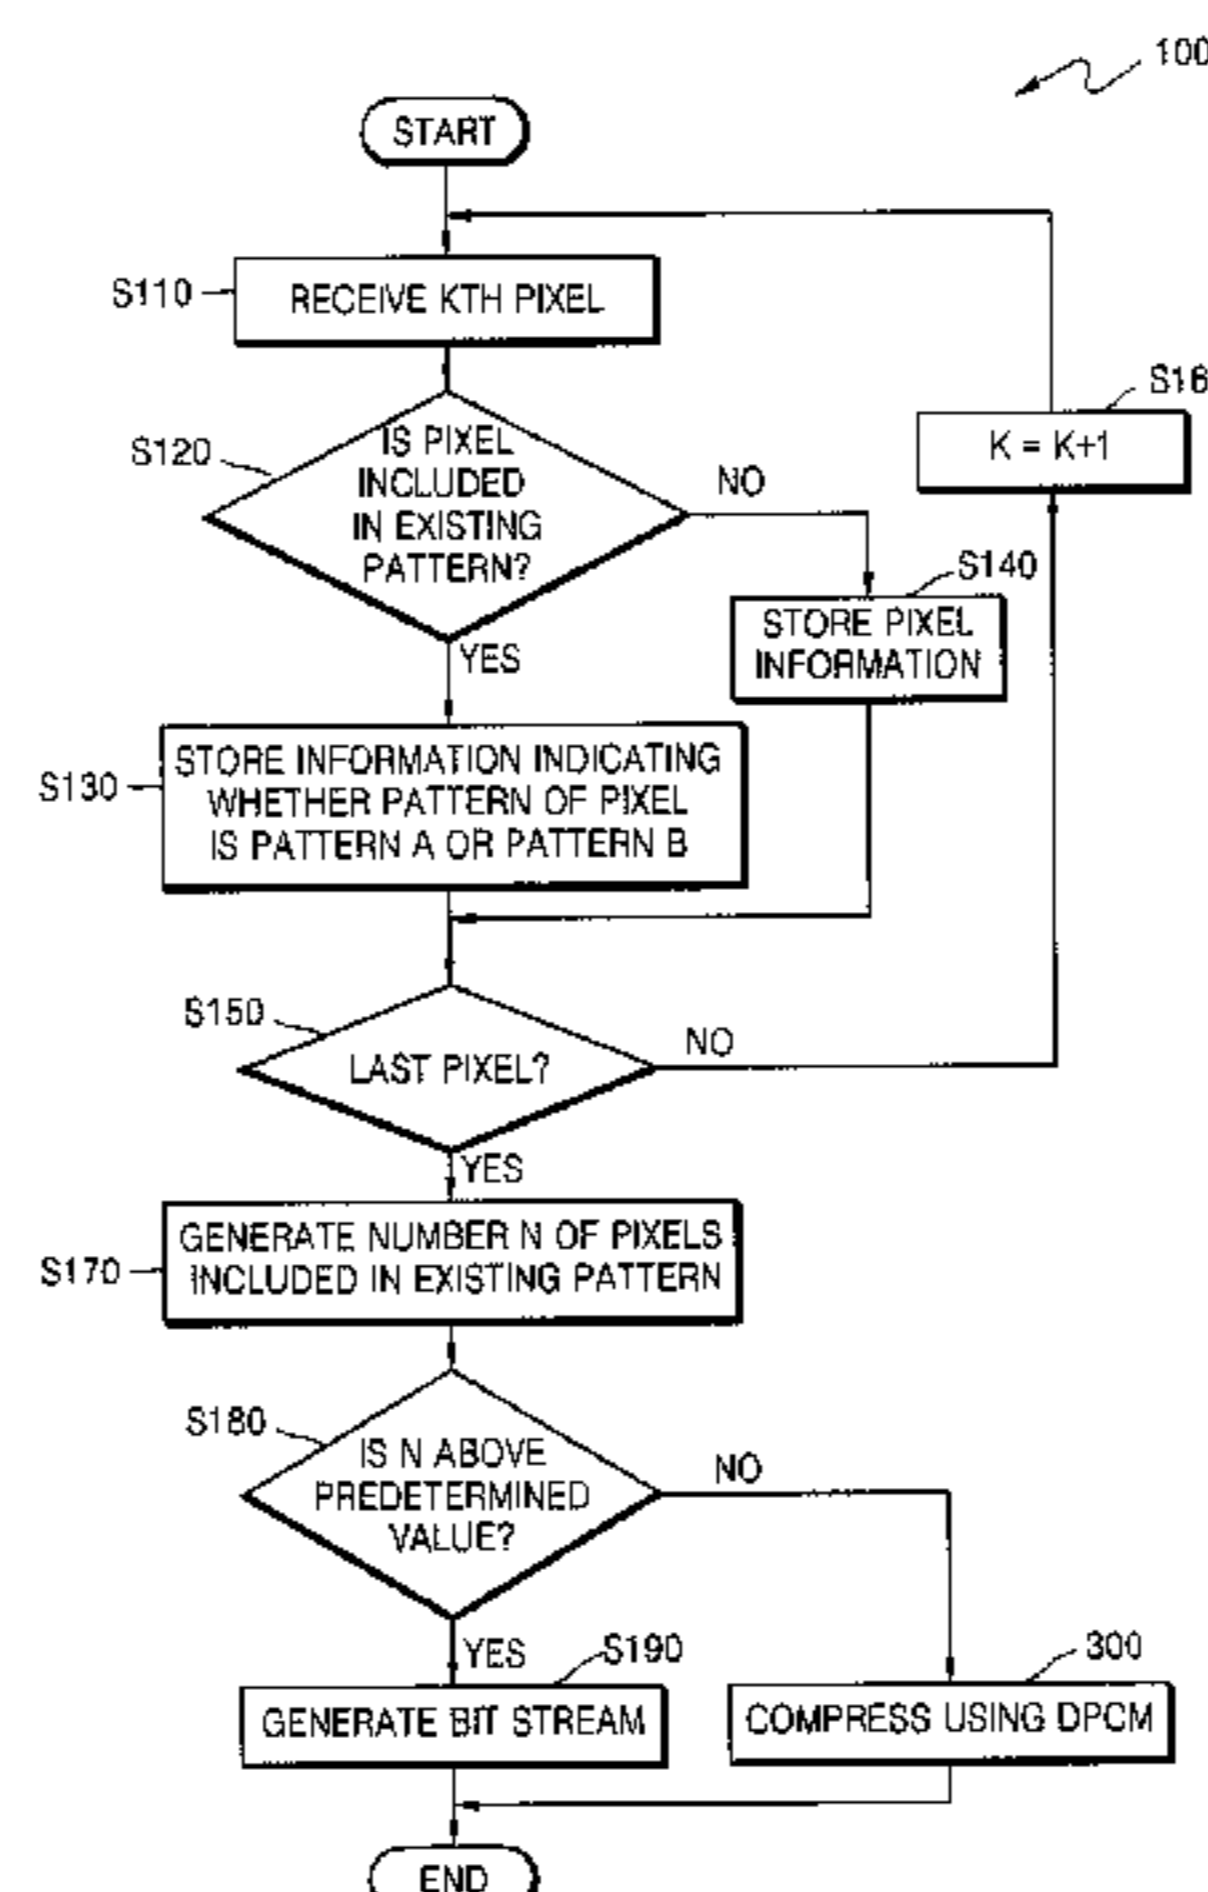 100
START
S110
RECEIVE KTH PIXEL
S16
K = K+1
S120
IS PIXEL
INCLUDED
IN EXISTING
PATTERN?
NO
S140
STORE PIXEL
INFORMATION
YES
S130
STORE INFORMATION INDICATING
WHETHER PATTERN OF PIXEL
IS PATTERN A OR PATTERN B
S150
LAST PIXEL?
NO
YES
S170
GENERATE NUMBER N OF PIXELS
INCLUDED IN EXISTING PATTERN
S180
IS N ABOVE
PREDETERMINED
VALUE?
NO
YES
S190
GENERATE BIT STREAM
300
COMPRESS USING DPCM
END